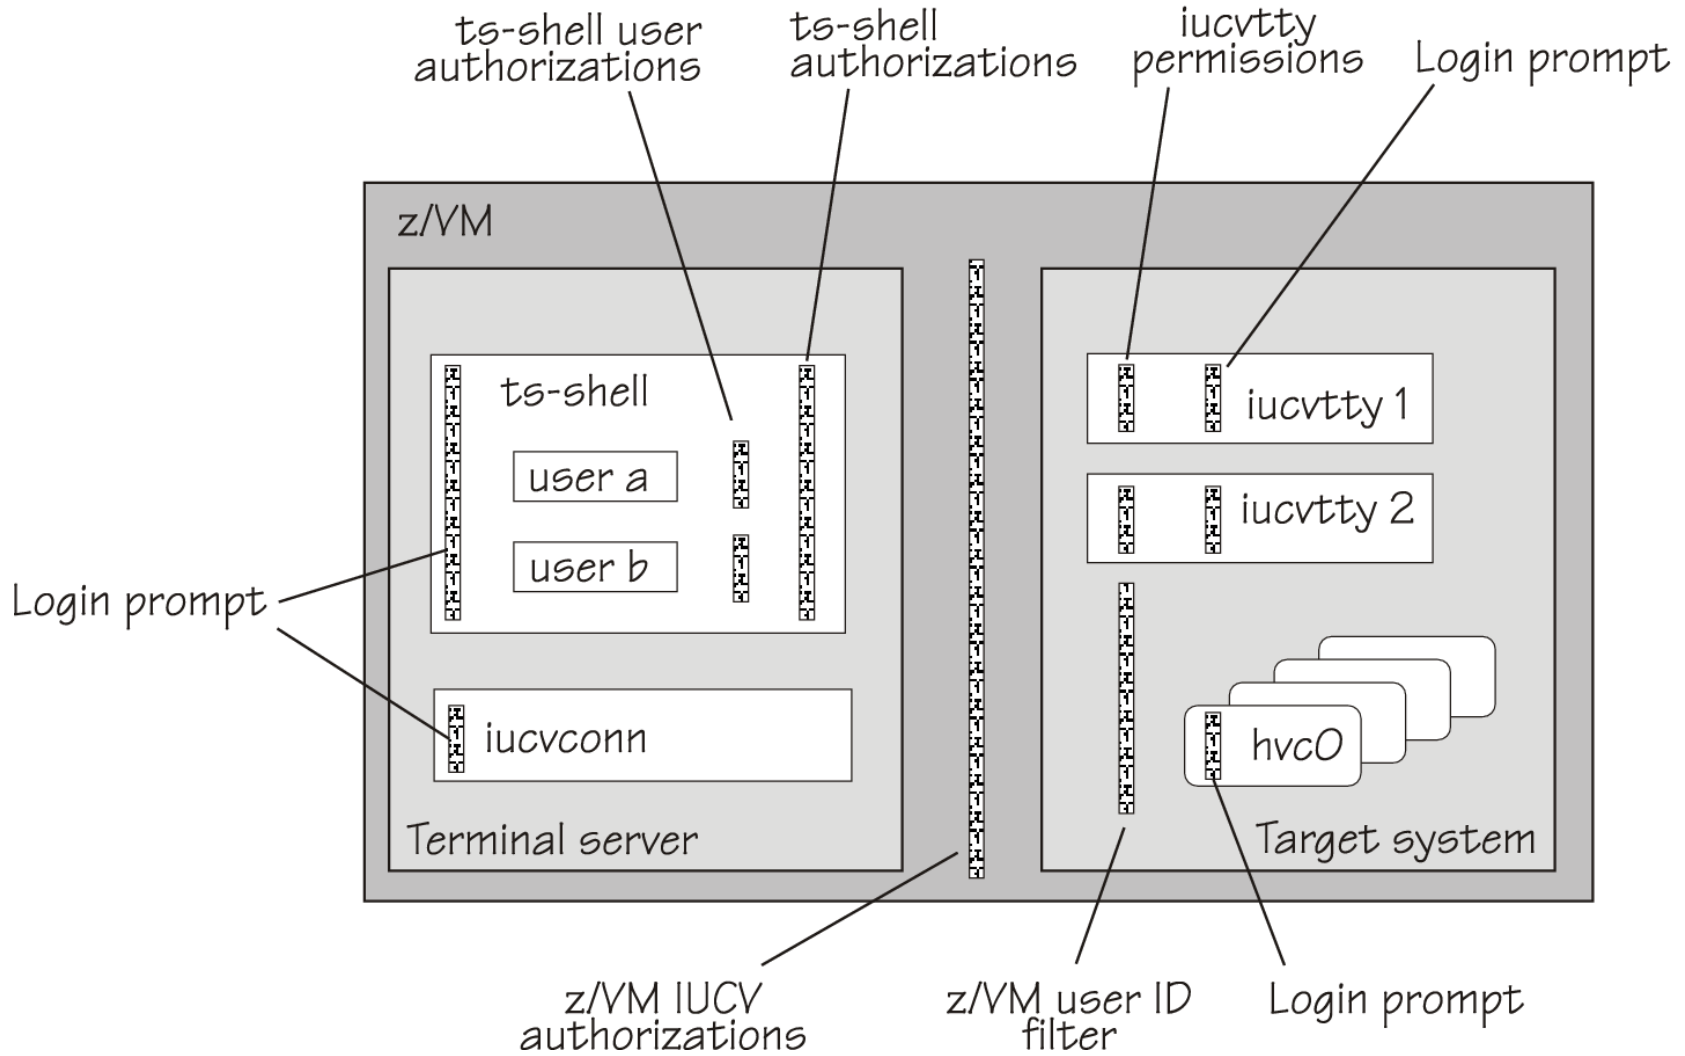 ts-shell user
authorizations
ts-shell
authorizations
iucvtty
permissions
Login prompt
z/VM
ts-shell
user a
user b
iucvtty 1
iucvtty 2
Login prompt
iucvconn
hvc0
Terminal server
Target system
z/VM IUCV
authorizations
z/VM user ID
filter
Login prompt